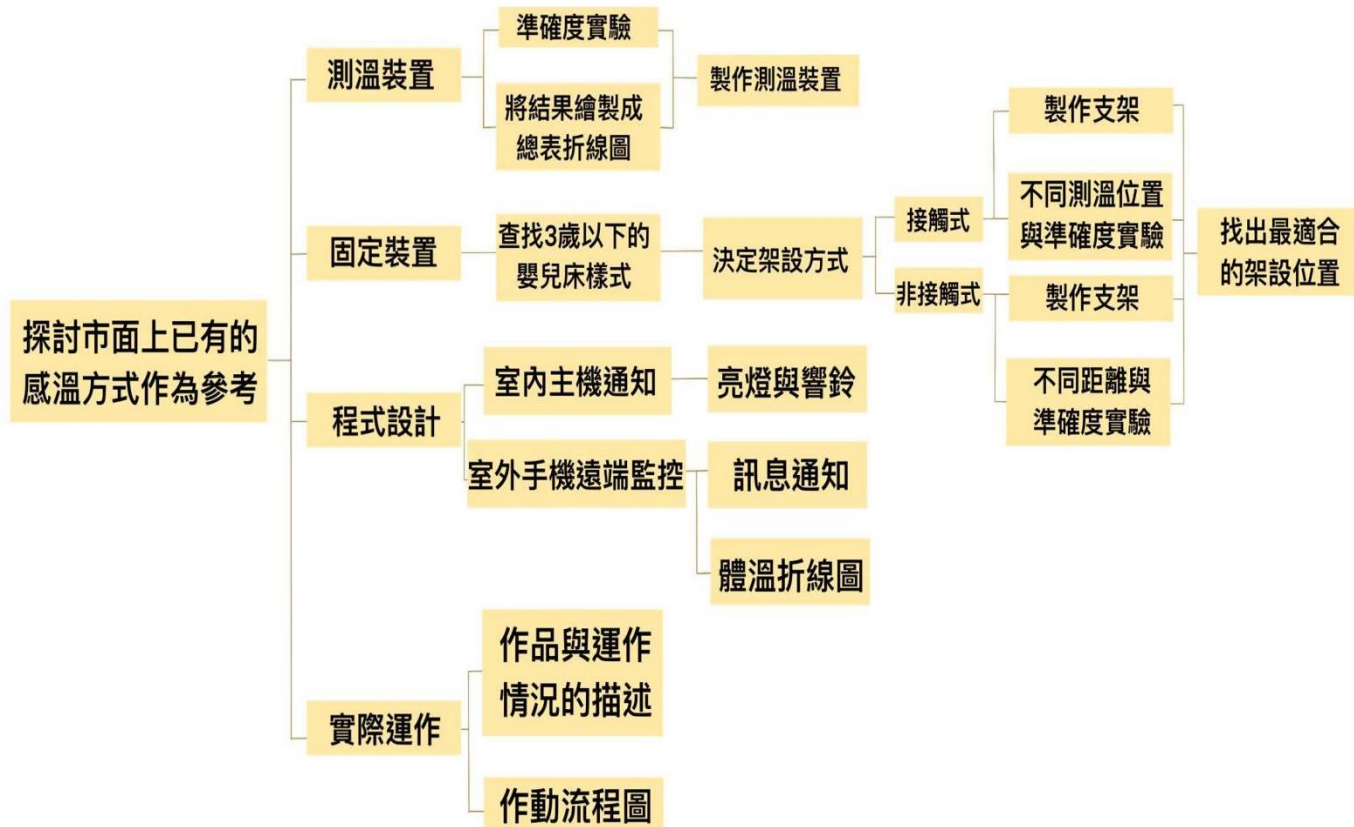 探討市面上已有的
感溫方式作為參考
測溫裝置
準確度實驗
將結果繪製成
總表折線圖
製作測溫裝置
固定裝置
查找3歲以下的
嬰兒床樣式
決定架設方式
接觸式
製作支架
不同測溫位置
與準確度實驗
非接觸式
製作支架
不同距離與
準確度實驗
找出最適合
的架設位置
程式設計
室內主機通知
亮燈與響鈴
室外手機遠端監控
訊息通知
體溫折線圖
實際運作
作品與運作
情況的描述
作動流程圖